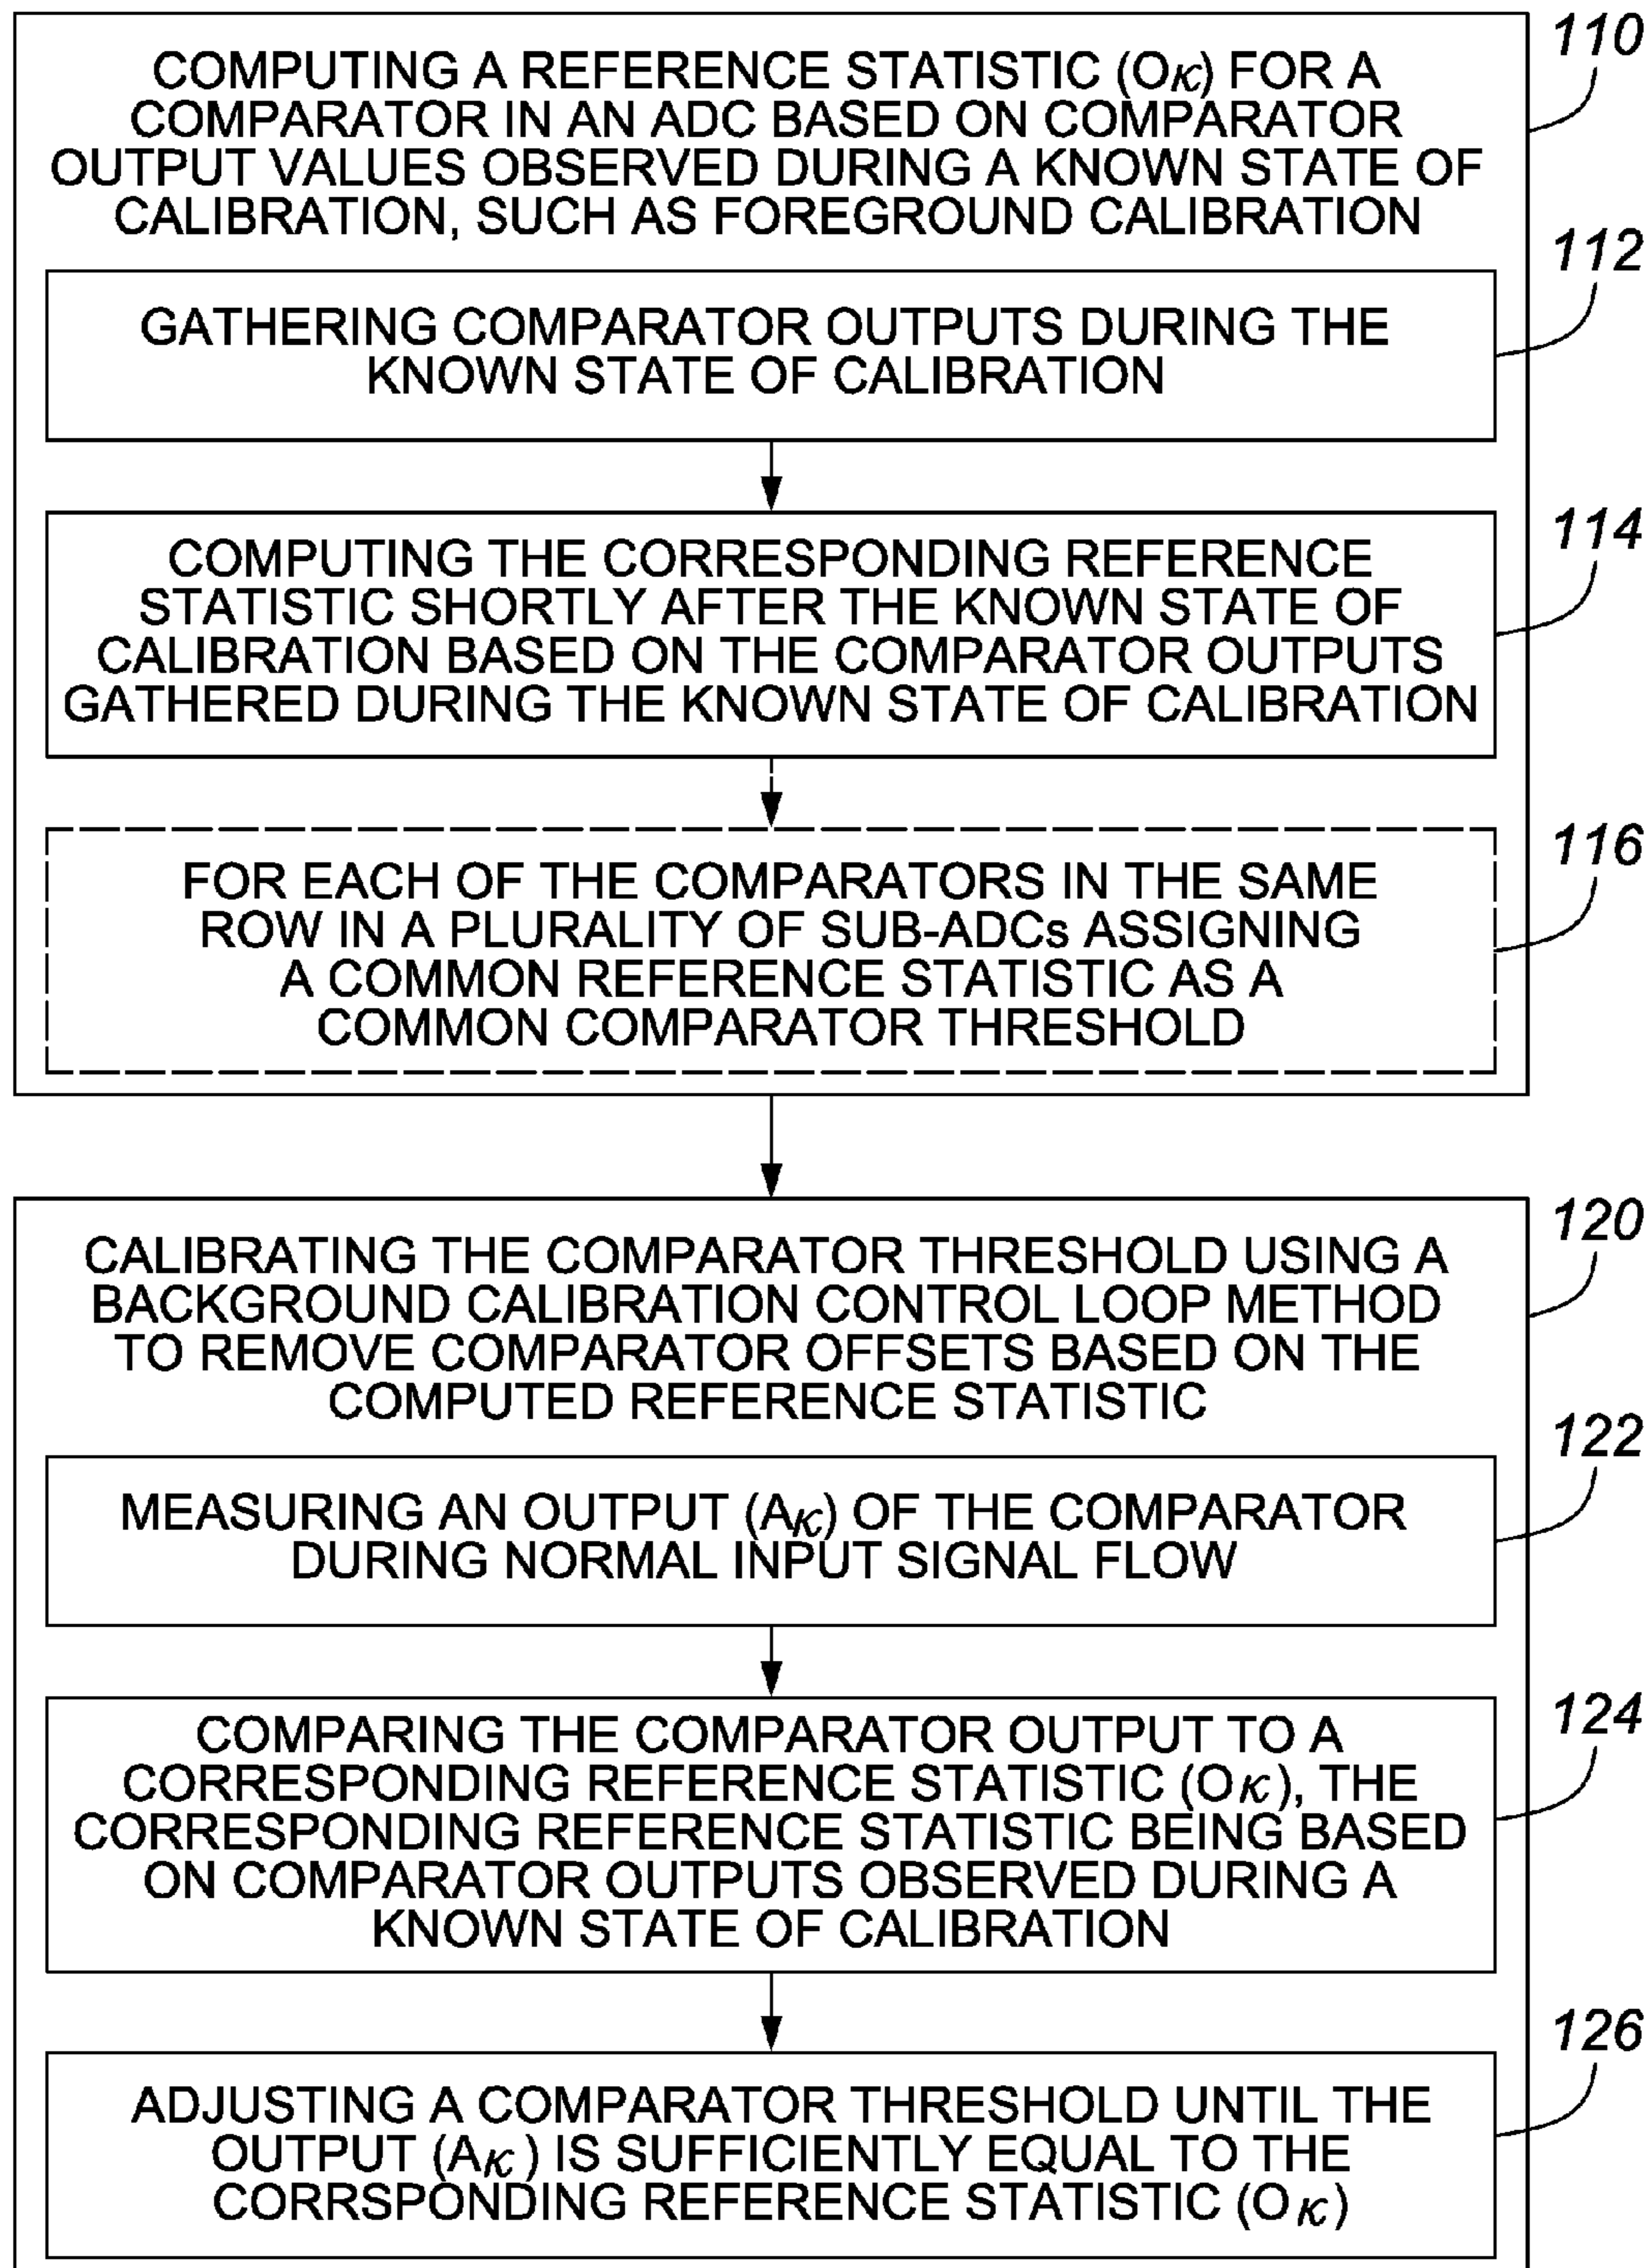 110
COMPUTING A REFERENCE STATISTIC (Oκ) FOR A
COMPARATOR IN AN ADC BASED ON COMPARATOR
OUTPUT VALUES OBSERVED DURING A KNOWN STATE OF
CALIBRATION, SUCH AS FOREGROUND CALIBRATION
112
GATHERING COMPARATOR OUTPUTS DURING THE
KNOWN STATE OF CALIBRATION
114
COMPUTING THE CORRESPONDING REFERENCE
STATISTIC SHORTLY AFTER THE KNOWN STATE OF
CALIBRATION BASED ON THE COMPARATOR OUTPUTS
GATHERED DURING THE KNOWN STATE OF CALIBRATION
116
FOR EACH OF THE COMPARATORS IN THE SAME
ROW IN A PLURALITY OF SUB-ADCs ASSIGNING
A COMMON REFERENCE STATISTIC AS A
COMMON COMPARATOR THRESHOLD
120
CALIBRATING THE COMPARATOR THRESHOLD USING A
BACKGROUND CALIBRATION CONTROL LOOP METHOD
TO REMOVE COMPARATOR OFFSETS BASED ON THE
COMPUTED REFERENCE STATISTIC
122
MEASURING AN OUTPUT (Aκ) OF THE COMPARATOR
DURING NORMAL INPUT SIGNAL FLOW
124
COMPARING THE COMPARATOR OUTPUT TO A
CORRESPONDING REFERENCE STATISTIC (Oκ), THE
CORRESPONDING REFERENCE STATISTIC BEING BASED
ON COMPARATOR OUTPUTS OBSERVED DURING A
KNOWN STATE OF CALIBRATION
126
ADJUSTING A COMPARATOR THRESHOLD UNTIL THE
OUTPUT (Aκ) IS SUFFICIENTLY EQUAL TO THE
CORRSPONDING REFERENCE STATISTIC (Oκ)